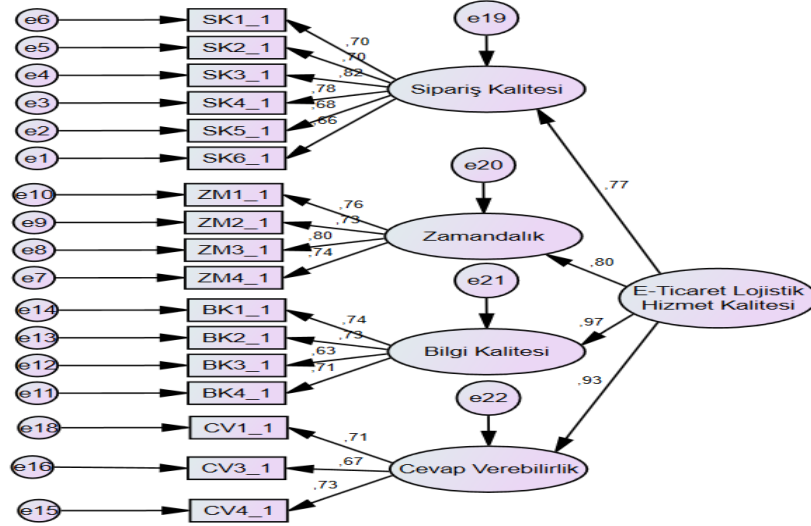 e6
SK1_1
e5
SK2_1
e4
SK3_1
e3
SK4_1
e2
SK5_1
e1
SK6_1
,70
,70
,82
,78
,68
,66
e19
Sipariş Kalitesi
,77
e10
ZM1_1
e9
ZM2_1
e8
ZM3_1
e7
ZM4_1
,76
,73
,80
,74
e20
Zamandalık
,80
e14
BK1_1
e13
BK2_1
e12
BK3_1
e11
BK4_1
,74
,73
,63
,71
e21
Bilgi Kalitesi
,97
E-Ticaret Lojistik
Hizmet Kalitesi
e18
CV1_1
e16
CV3_1
e15
CV4_1
,71
,67
,73
e22
Cevap Verebilirlik
,93